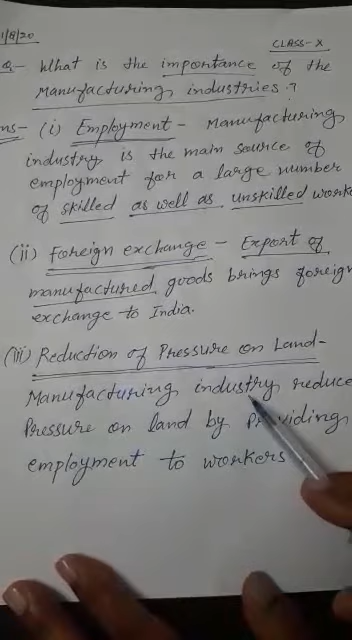 1/8/20
CLASS-X
Q- What is the importance of the
Manufacturing industries?
ns- (i) Employment - Manufacturing
industry is the main source of
employment for a large number
of skilled as well as unskilled worke
(ii) Foreign exchange - Export of
manufactured goods brings foreign
exchange to India.
(iii) Reduction of Pressure on Land-
Manufacturing industry reduce
Pressure on land by Providing
employment to workers